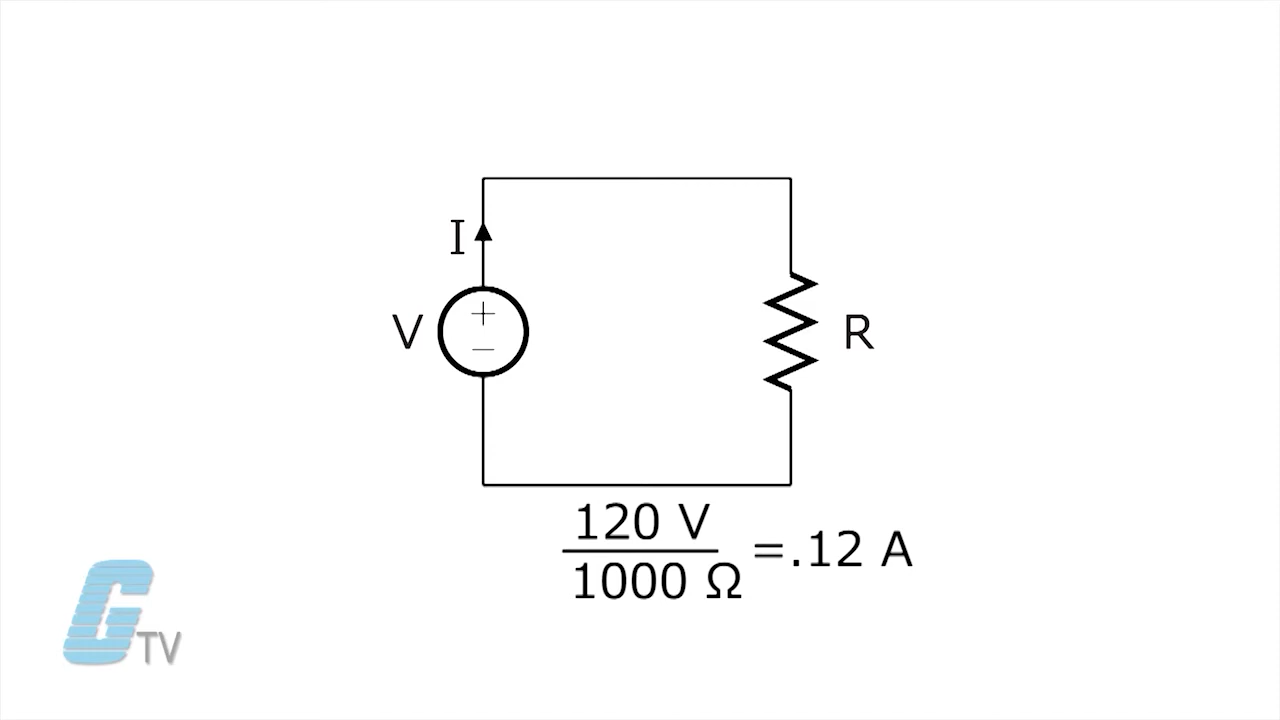 I
V
+
−
R
120 V
1000 Ω
=.12 A
G TV